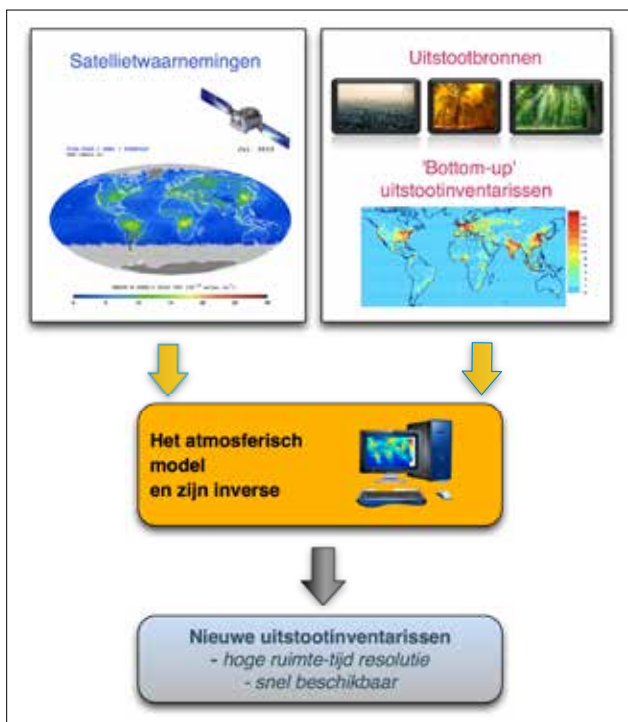 Satellietwaarnemingen
Uitstootbronnen
'Bottom-up'
uitstootinventarissen
Het atmosferisch
model
en zijn inverse
Nieuwe uitstootinventarissen
- hoge ruimte-tijd resolutie
- snel beschikbaar